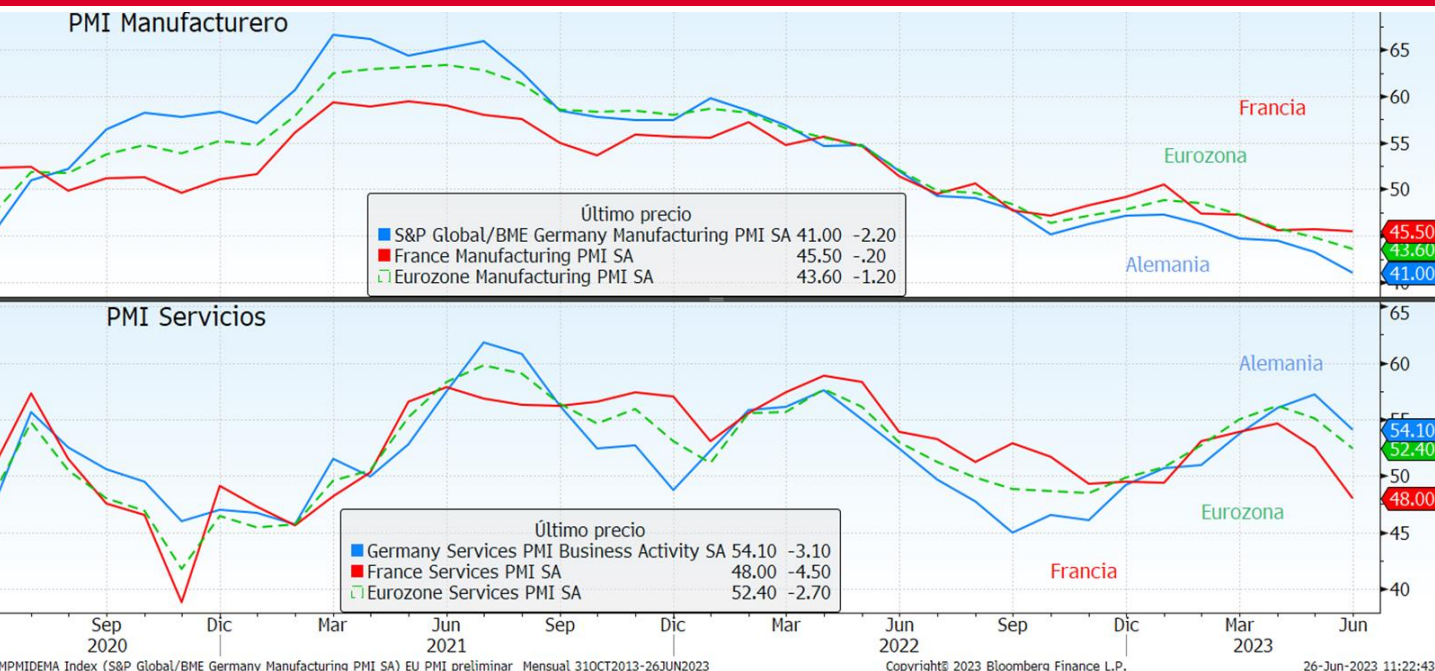 PMI Manufacturero
65
60
55
50
40
Francia
Eurozona
Alemania
Último precio
S&P Global/BME Germany Manufacturing PMI SA 41.00 -2.20
France Manufacturing PMI SA 45.50 -.20
Eurozone Manufacturing PMI SA 43.60 -1.20
45.50
43.60
41.00
PMI Servicios
65
60
55
50
45
40
Alemania
Eurozona
Francia
54.10
52.40
48.00
Último precio
Germany Services PMI Business Activity SA 54.10 -3.10
France Services PMI SA 48.00 -4.50
Eurozone Services PMI SA 52.40 -2.70
Sep Dic Mar Jun Sep Dic Mar Jun Sep Dic Mar Jun
2020 2021 2022 2023
MPMIDEMA Index (S&P Global/BME Germany Manufacturing PMI SA) EU PMI preliminar Mensual 31OCT2013-26JUN2023 Copyright© 2023 Bloomberg Finance L.P. 26-Jun-2023 11:22:43